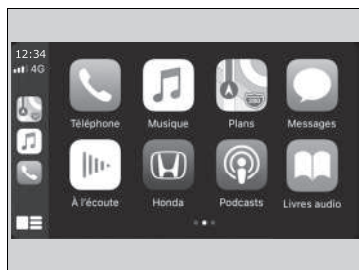 12:34
4G
Téléphone Musique Plans Messages
À l'écoute Honda Podcasts Livres audio